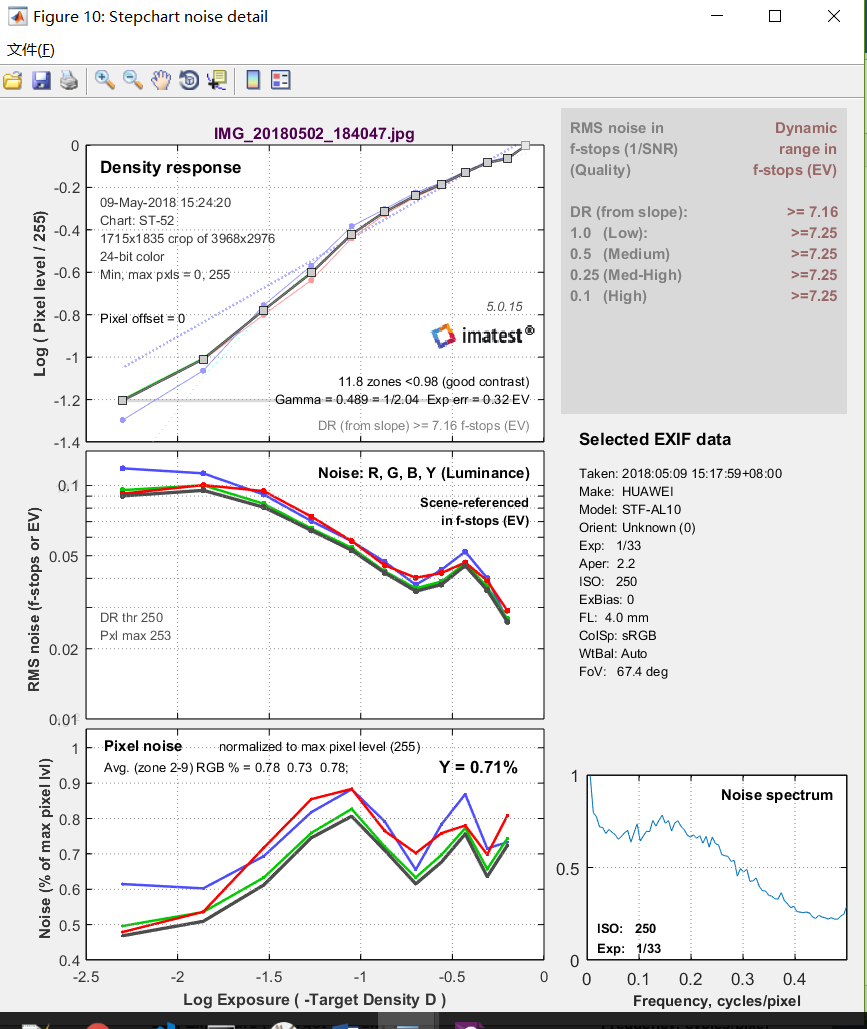 Figure 10: Stepchart noise detail
文件(F)
IMG_20180502_184047.jpg
Density response
09-May-2018 15:24:20
Chart: ST-52
1715x1835 crop of 3968x2976
24-bit color
Min, max pxls = 0, 255
Pixel offset = 0
5.0.15
imatest®
11.8 zones <0.98 (good contrast)
Gamma = 0.489 = 1/2.04 Exp err = 0.32 EV
DR (from slope) >= 7.16 f-stops (EV)
Log ( Pixel level / 255)
0
-0.2
-0.4
-0.6
-0.8
-1
-1.2
-1.4
RMS noise in Dynamic
f-stops (1/SNR) range in
(Quality) f-stops (EV)
DR (from slope): >= 7.16
1.0 (Low): >=7.25
0.5 (Medium) >=7.25
0.25 (Med-High) >=7.25
0.1 (High) >=7.25
Noise: R, G, B, Y (Luminance)
Scene-referenced
in f-stops (EV)
DR thr 250
Pxl max 253
RMS noise (f-stops or EV)
0.1
0.05
0.02
0.01
Selected EXIF data
Taken: 2018:05:09 15:17:59+08:00
Make: HUAWEI
Model: STF-AL10
Orient: Unknown (0)
Exp: 1/33
Aper: 2.2
ISO: 250
ExBias: 0
FL: 4.0 mm
ColSp: sRGB
WtBal: Auto
FoV: 67.4 deg
Pixel noise normalized to max pixel level (255)
Avg. (zone 2-9) RGB % = 0.78 0.73 0.78;
Y = 0.71%
Noise (% of max pixel lvl)
1
0.9
0.8
0.7
0.6
0.5
0.4
-2.5 -2 -1.5 -1 -0.5 0
Log Exposure ( -Target Density D )
Noise spectrum
1
0.5
0
ISO: 250
Exp: 1/33
0 0.1 0.2 0.3 0.4
Frequency, cycles/pixel